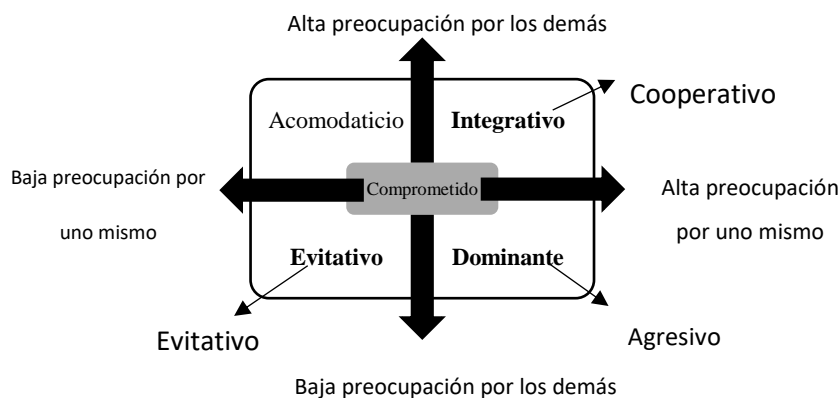 Alta preocupación por los demás
Acomodaticio
Integrativo
Cooperativo
Baja preocupación por
uno mismo
Comprometido
Alta preocupación
por uno mismo
Evitativo
Dominante
Evitativo
Agresivo
Baja preocupación por los demás